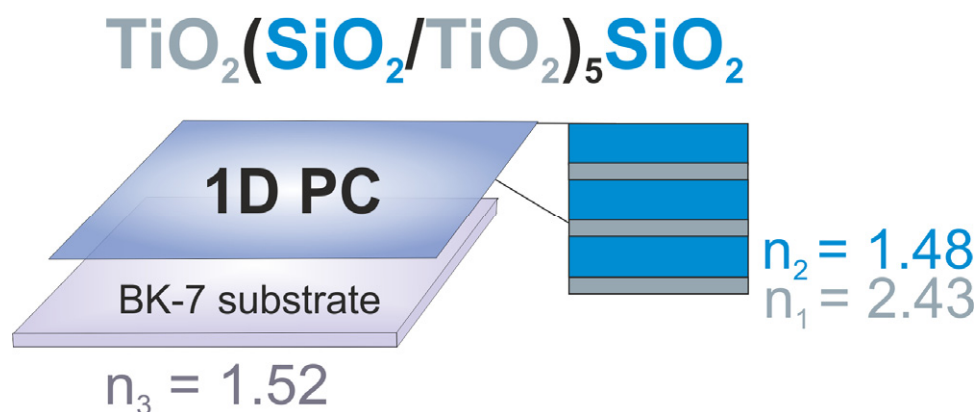 TiO₂(SiO₂/TiO₂)₅SiO₂
1D PC
BK-7 substrate
n₂ = 1.48
n₁ = 2.43
n₃ = 1.52